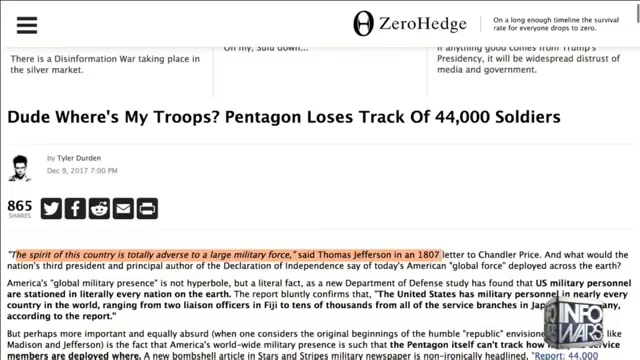 ZeroHedge
On a long enough timeline the survival
rate for everyone drops to zero.
There is a Disinformation War taking place in
the silver market.
Oh my, Suid down...
If anything good comes from Trump's
Presidency, it will be widespread distrust of
media and government.
Dude Where's My Troops? Pentagon Loses Track Of 44,000 Soldiers
by Tyler Durden
Dec 9, 2017 7:00 PM
865
SHARES
"The spirit of this country is totally adverse to a large military force," said Thomas Jefferson in an 1807 letter to Chandler Price. And what would the
nation's third president and principal author of the Declaration of Independence say of today's American "global force" deployed across the earth?
America's "global military presence" is not hyperbole, but a literal fact, as a new Department of Defense study has found that US military personnel
are stationed in literally every nation on the earth. The report bluntly confirms that, "The United States has military personnel in nearly every
country in the world, ranging from two liaison officers in Fiji to tens of thousands from all of the service branches in Jap
according to the report."
But perhaps more important and equally absurd (when one considers the original beginnings of the humble "republic" envisione like
Madison and Jefferson) is the fact that America's world-wide military presence is such that the Pentagon itself can't track how
members are deployed where. A new bombshell article in Stars and Stripes military newspaper is non-ironically headlined, "Report: 44,000
INFO
WARS